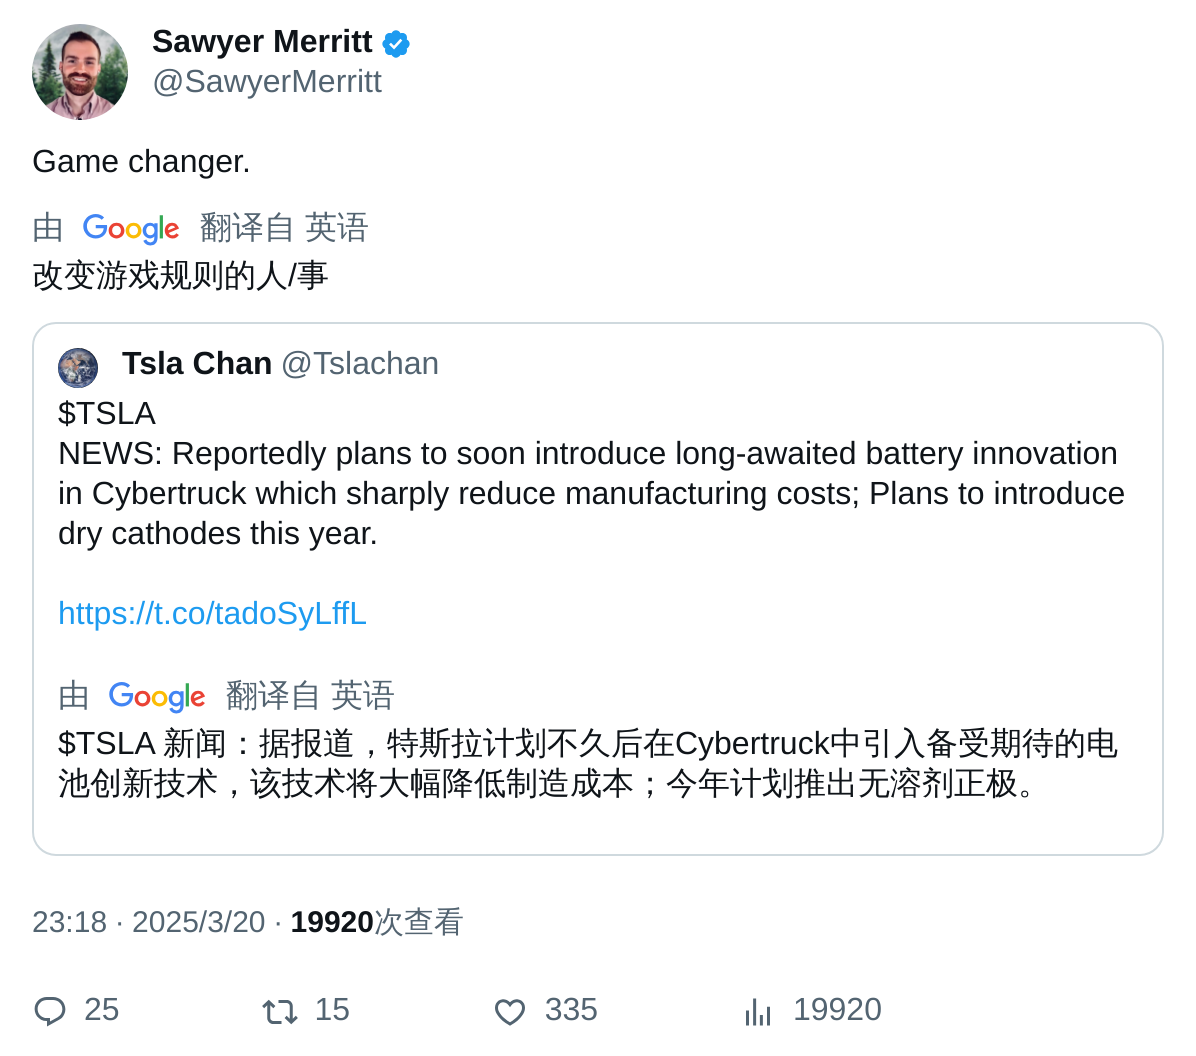 Sawyer Merritt
@SawyerMerritt
Game changer.
由 Google 翻译自 英语
改变游戏规则的人/事
Tsla Chan @Tslachan
$TSLA
NEWS: Reportedly plans to soon introduce long-awaited battery innovation
in Cybertruck which sharply reduce manufacturing costs; Plans to introduce
dry cathodes this year.
https://t.co/tadoSyLffL
由 Google 翻译自 英语
$TSLA 新闻：据报道，特斯拉计划不久后在Cybertruck中引入备受期待的电
池创新技术，该技术将大幅降低制造成本；今年计划推出无溶剂正极。
23:18 · 2025/3/20 · 19920次查看
25 15 335 19920